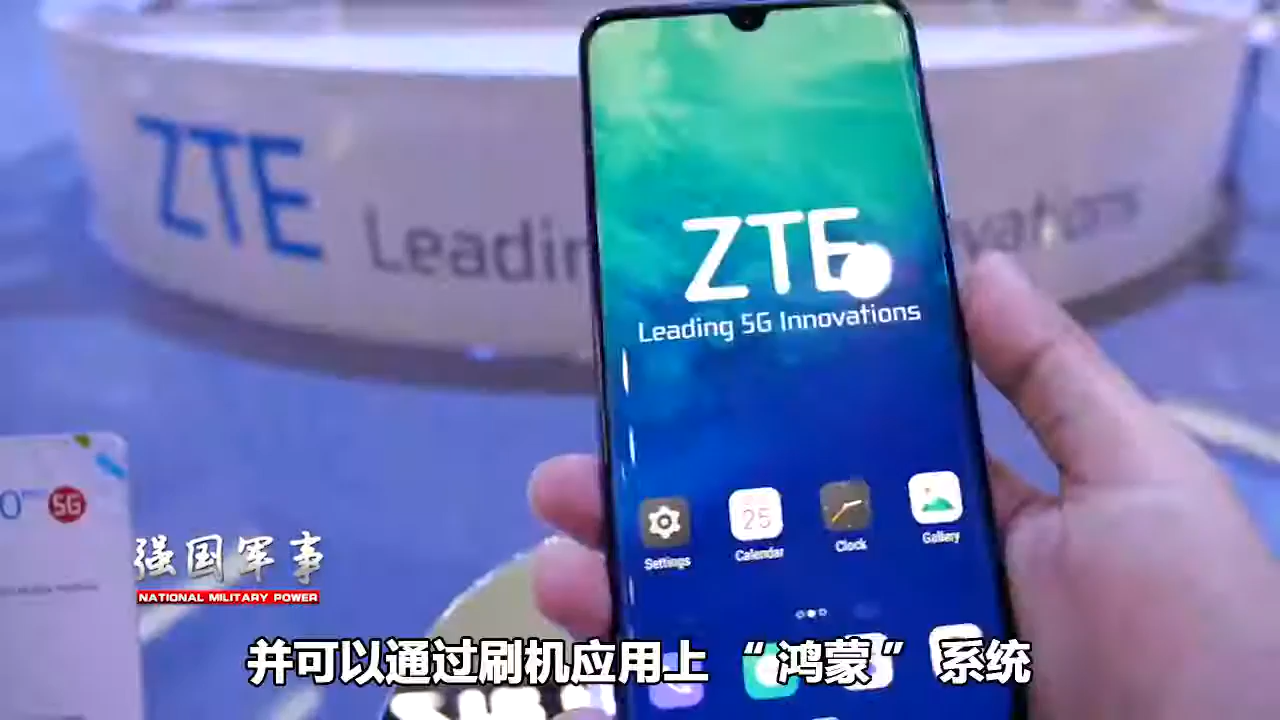 ZTE
Leading
vations
ZTE
Leading 5G Innovations
Settings
Calendar
25
Clock
Gallery
5G
强国军事
NATIONAL MILITARY POWER
并可以通过刷机应用上“鸿蒙”系统